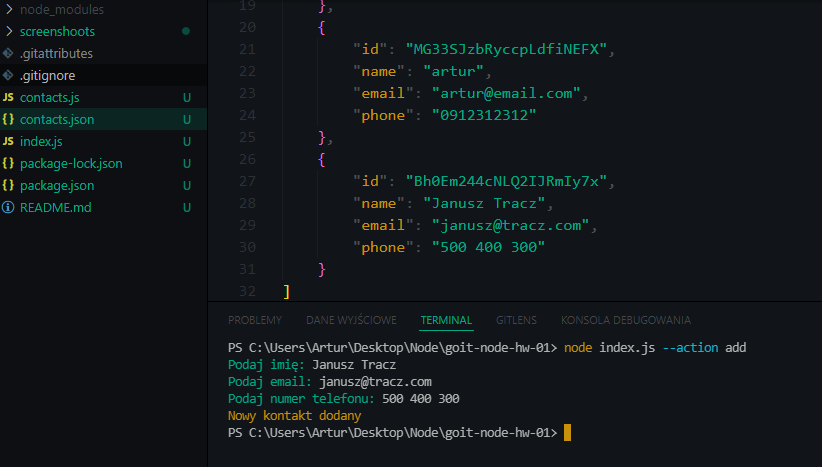 node_modules
screenshoots
.gitattributes
.gitignore
JS contacts.js U
{} contacts.json U
JS index.js U
{} package-lock.json U
{} package.json U
README.md U
19 },
20 {
21 "id": "MG33SJzbRyccpLdfiNEFX",
22 "name": "artur",
23 "email": "artur@email.com",
24 "phone": "0912312312"
25 },
26 {
27 "id": "Bh0Em244cNLQ2IJRmIy7x",
28 "name": "Janusz Tracz",
29 "email": "janusz@tracz.com",
30 "phone": "500 400 300"
31 }
32 ]
PROBLEMY DANE WYJŚCIOWE TERMINAL GITLENS KONSOLA DEBUGOWANIA
PS C:\Users\Artur\Desktop\Node\goit-node-hw-01> node index.js --action add
Podaj imię: Janusz Tracz
Podaj email: janusz@tracz.com
Podaj numer telefonu: 500 400 300
Nowy kontakt dodany
PS C:\Users\Artur\Desktop\Node\goit-node-hw-01>